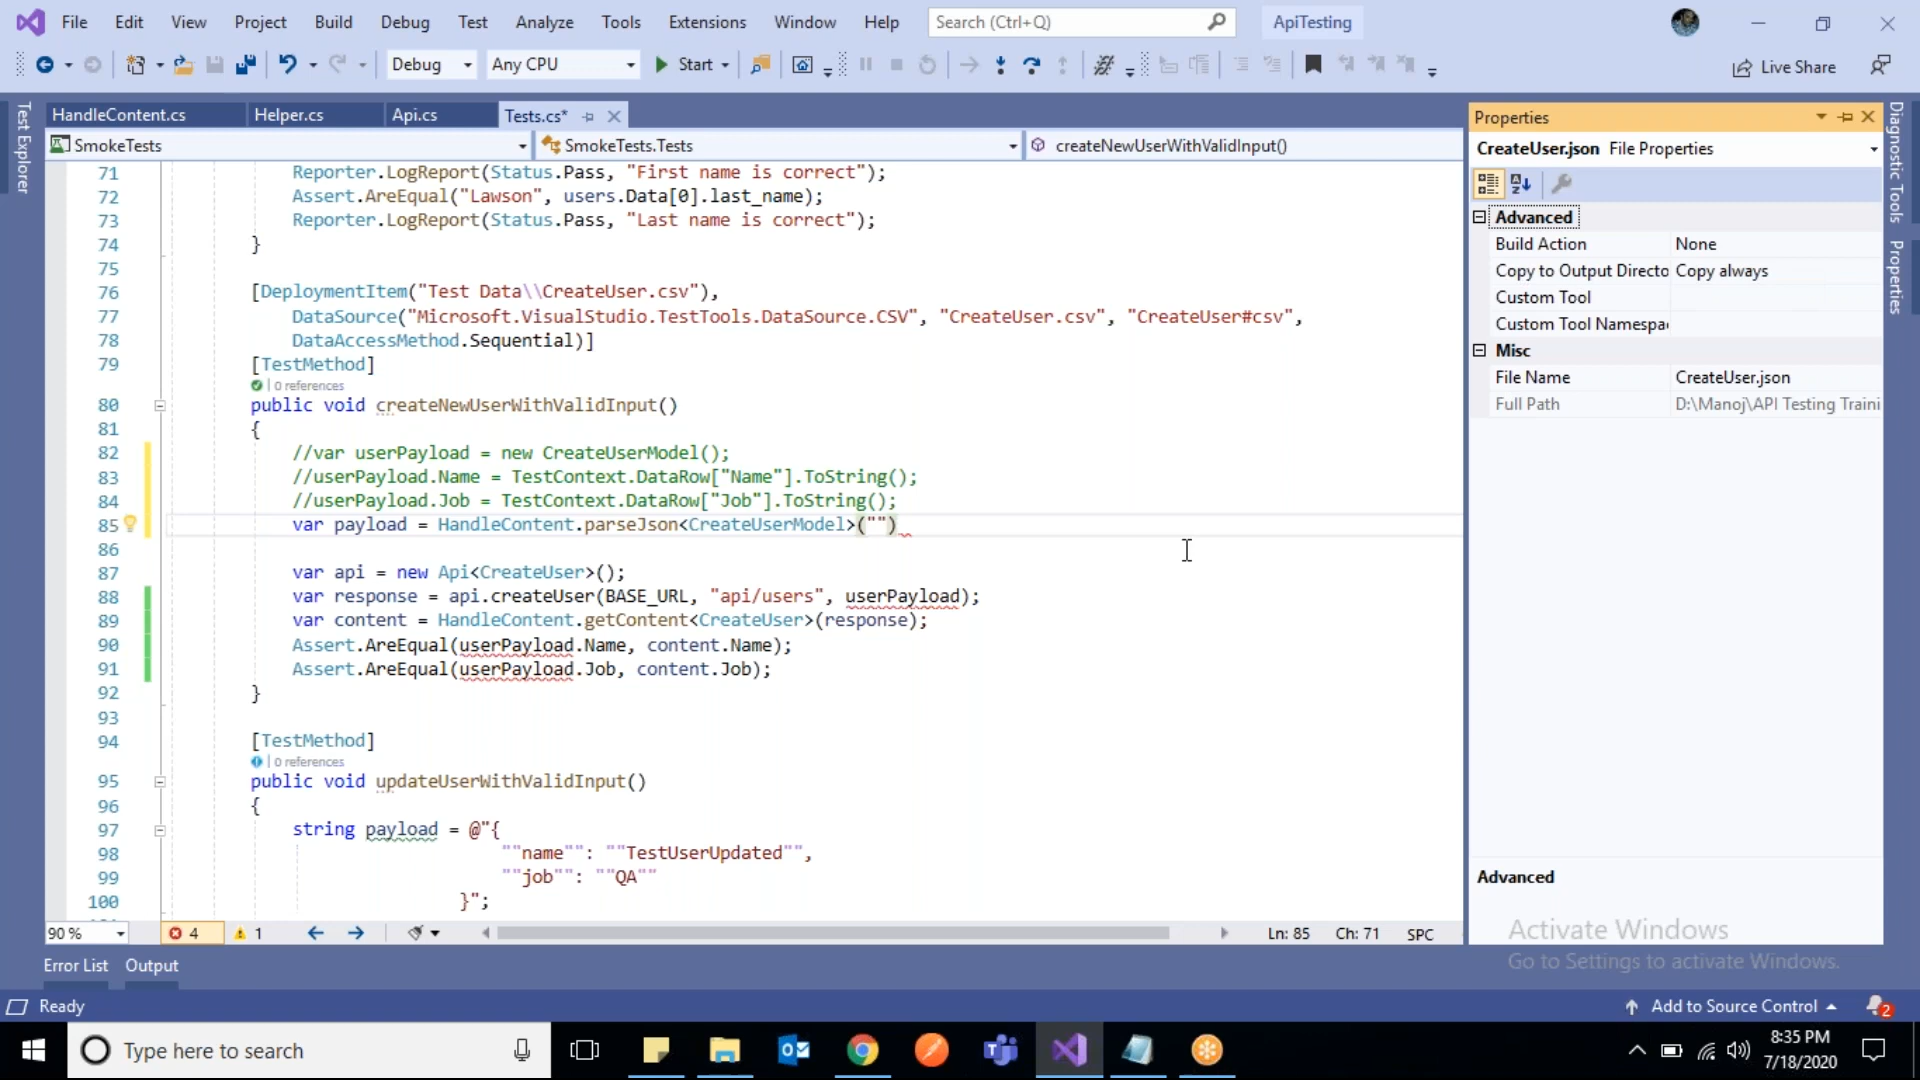 File Edit View Project Build Debug Test Analyze Tools Extensions Window Help Search (Ctrl+Q) ApiTesting
Debug Any CPU Start Live Share
Test Explorer
HandleContent.cs Helper.cs Api.cs Tests.cs*
SmokeTests SmokeTests.Tests createNewUserWithValidInput()
71 Reporter.LogReport(Status.Pass, "First name is correct");
72 Assert.AreEqual("Lawson", users.Data[0].last_name);
73 Reporter.LogReport(Status.Pass, "Last name is correct");
74 }
75
76 [DeploymentItem("Test Data\\CreateUser.csv"),
77 DataSource("Microsoft.VisualStudio.TestTools.DataSource.CSV", "CreateUser.csv", "CreateUser#csv",
78 DataAccessMethod.Sequential)]
79 [TestMethod]
0 references
80 public void createNewUserWithValidInput()
81 {
82 //var userPayload = new CreateUserModel();
83 //userPayload.Name = TestContext.DataRow["Name"].ToString();
84 //userPayload.Job = TestContext.DataRow["Job"].ToString();
85 var payload = HandleContent.parseJson<CreateUserModel>("")
86
87 var api = new Api<CreateUser>();
88 var response = api.createUser(BASE_URL, "api/users", userPayload);
89 var content = HandleContent.getContent<CreateUser>(response);
90 Assert.AreEqual(userPayload.Name, content.Name);
91 Assert.AreEqual(userPayload.Job, content.Job);
92 }
93
94 [TestMethod]
0 references
95 public void updateUserWithValidInput()
96 {
97 string payload = @"{
98 ""name"": ""TestUserUpdated"",
99 ""job"": ""QA""
100 }";
90 % 4 1 Ln: 85 Ch: 71 SPC
Properties
CreateUser.json File Properties
Advanced
Build Action None
Copy to Output Directo Copy always
Custom Tool
Custom Tool Namespa
Misc
File Name CreateUser.json
Full Path D:\Manoj\API Testing Traini
Advanced
Activate Windows
Go to Settings to activate Windows.
Diagnostic Tools
Properties
Error List Output
Ready Add to Source Control 2
Type here to search
8:35 PM
7/18/2020